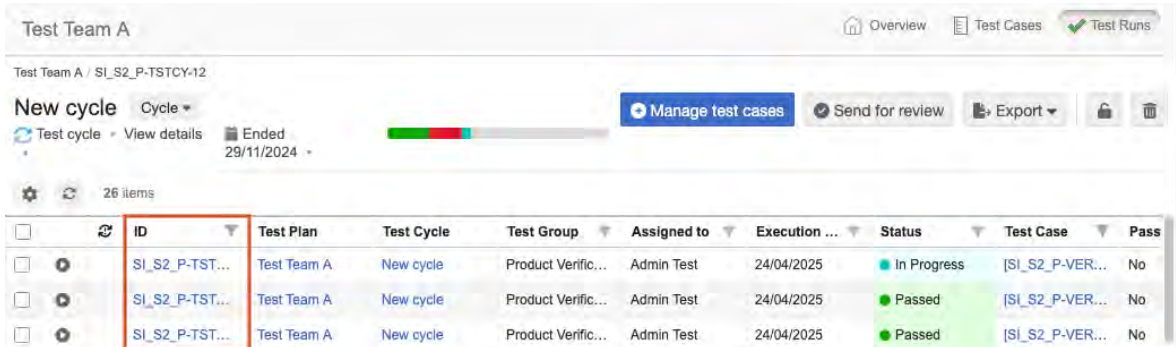 Test Team A
Overview
Test Cases
Test Runs
Test Team A / SI_S2_P-TSTCY-12
New cycle Cycle
Manage test cases
Send for review
Export
Test cycle • View details
Ended
29/11/2024
26 items
ID Test Plan Test Cycle Test Group Assigned to Execution ... Status Test Case Pass
SI_S2_P-TST... Test Team A New cycle Product Verific... Admin Test 24/04/2025 In Progress [SI_S2_P-VER... No
SI_S2_P-TST... Test Team A New cycle Product Verific... Admin Test 24/04/2025 Passed [SI_S2_P-VER... No
SI_S2_P-TST... Test Team A New cycle Product Verific... Admin Test 24/04/2025 Passed [SI_S2_P-VER... No